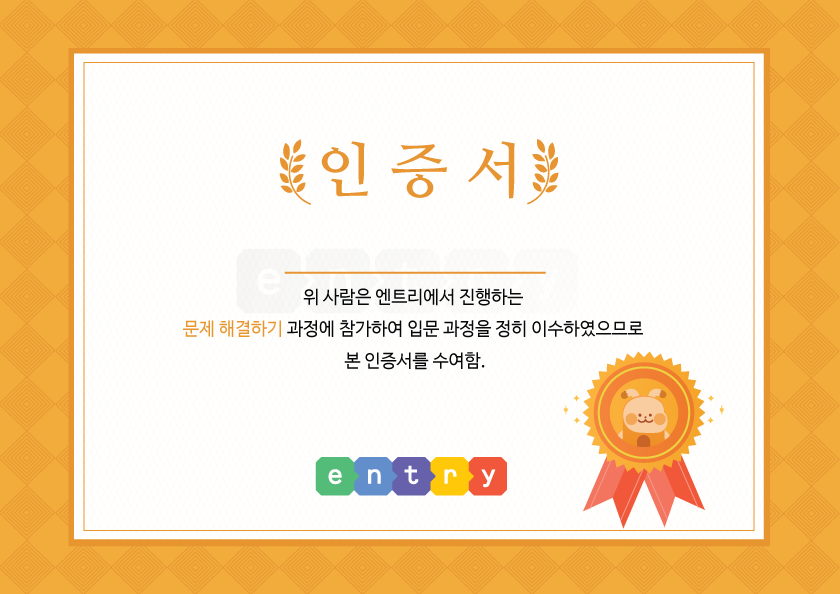 인증서
위 사람은 엔트리에서 진행하는
문제 해결하기 과정에 참가하여 입문 과정을 정히 이수하였으므로
본 인증서를 수여함.
entry